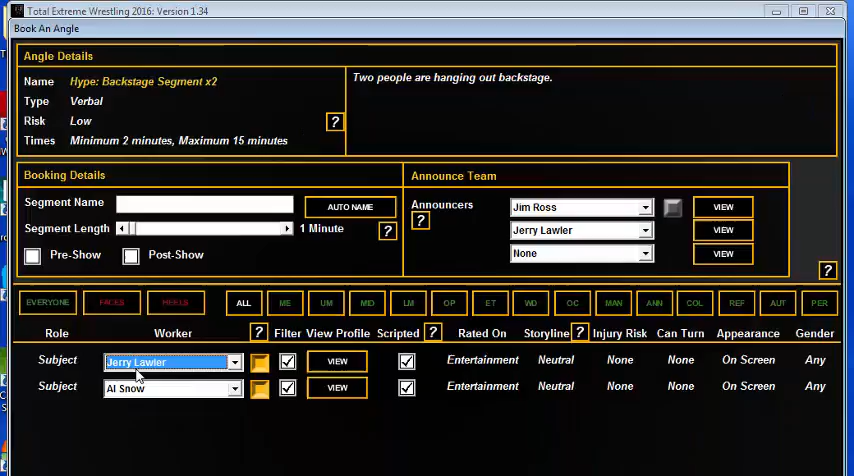 Total Extreme Wrestling 2016: Version 1.34
Book An Angle
Angle Details
Name Hype: Backstage Segment x2
Type Verbal
Risk Low ?
Times Minimum 2 minutes, Maximum 15 minutes
Two people are hanging out backstage.
Booking Details
Segment Name AUTO NAME
Segment Length 1 Minute ?
Pre-Show Post-Show
Announce Team
Announcers Jim Ross VIEW
? Jerry Lawler VIEW
None VIEW
?
EVERYONE FACES HEELS ALL ME UM MID LM OP ET WD OC MAN ANN COL REF AUT PER
Role Worker ? Filter View Profile Scripted ? Rated On Storyline ? Injury Risk Can Turn Appearance Gender
Subject Jerry Lawler VIEW Entertainment Neutral None None On Screen Any
Subject Al Snow VIEW Entertainment Neutral None None On Screen Any